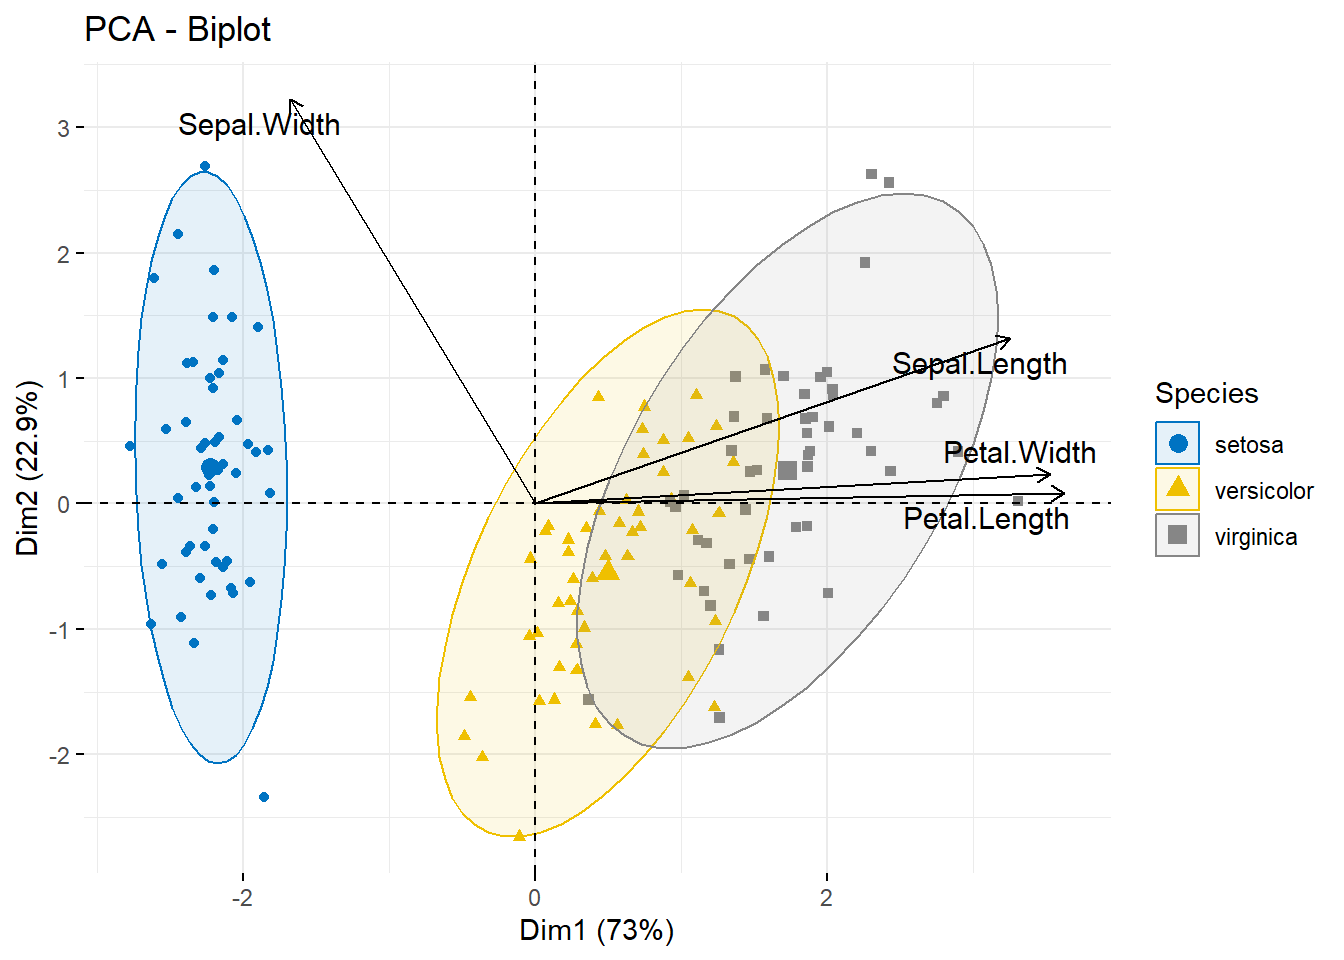 PCA - Biplot
Dim2 (22.9%)
3
2
1
0
-1
-2
Sepal.Width
Sepal.Length
Petal.Width
Petal.Length
-2
0
2
Dim1 (73%)
Species
setosa
versicolor
virginica